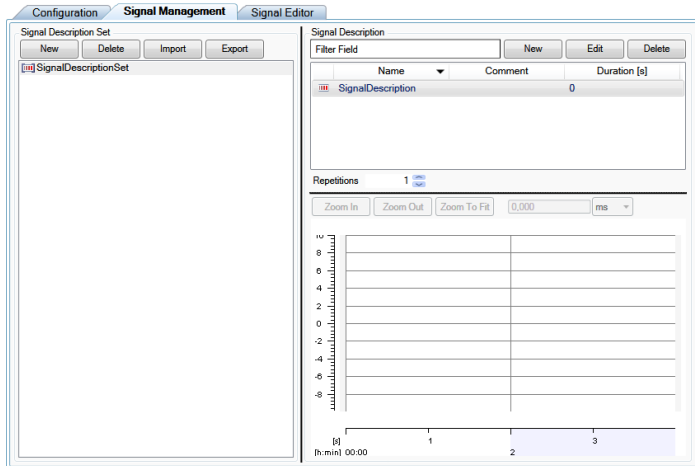 Configuration Signal Management Signal Editor
Signal Description Set
New Delete Import Export
SignalDescriptionSet
Signal Description
Filter Field New Edit Delete
Name Comment Duration [s]
SignalDescription 0
Repetitions 1
Zoom In Zoom Out Zoom To Fit 0,000 ms
10
8
6
4
2
0
-2
-4
-6
-8
[s] 1 3
[h:min] 00:00 2